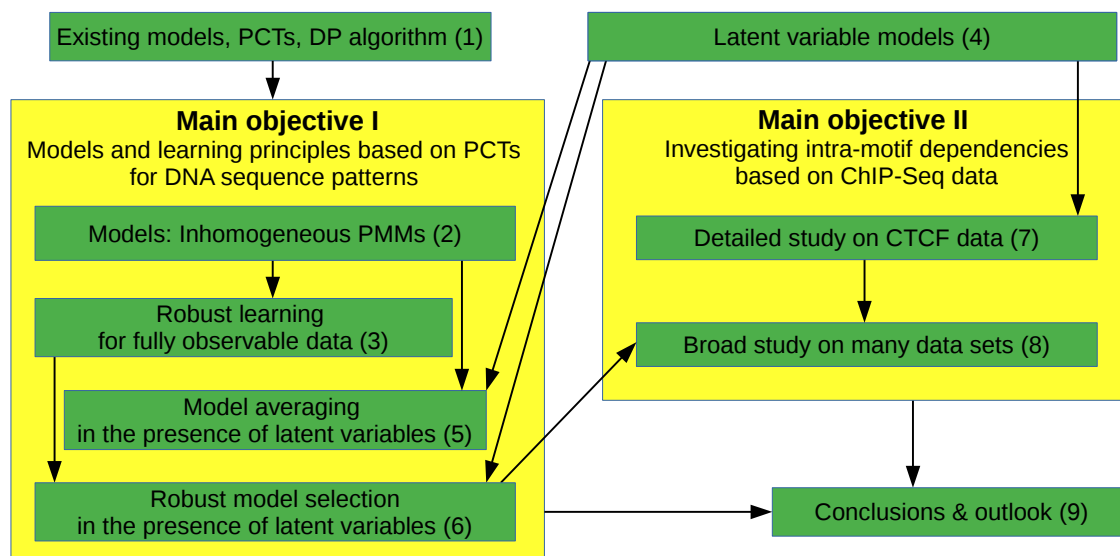 Existing models, PCTs, DP algorithm (1)
Latent variable models (4)
Main objective I
Models and learning principles based on PCTs
for DNA sequence patterns
Models: Inhomogeneous PMMs (2)
Robust learning
for fully observable data (3)
Model averaging
in the presence of latent variables (5)
Robust model selection
in the presence of latent variables (6)
Main objective II
Investigating intra-motif dependencies
based on ChIP-Seq data
Detailed study on CTCF data (7)
Broad study on many data sets (8)
Conclusions & outlook (9)